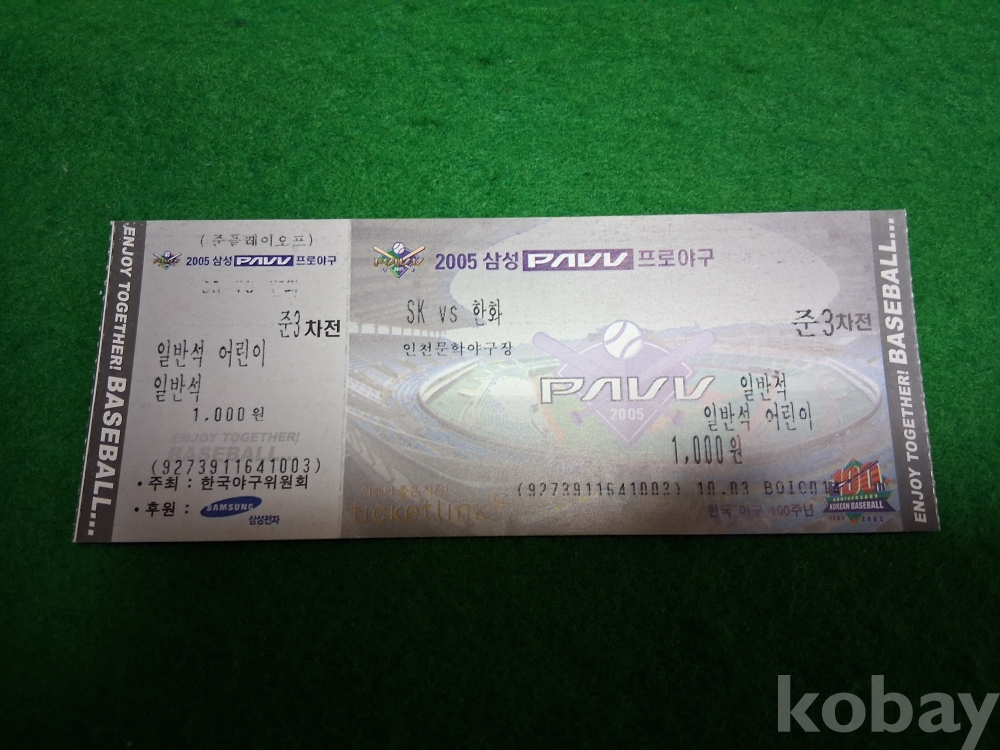 ENJOY TOGETHER! BASEBALL...
(준플레이오프)
2005 삼성 PAVV 프로야구
SK vs 한화
준3차전
일반석 어린이
일반석
1,000원
ENJOY TOGETHER!
BASEBALL...
(9273911641003)
·주최 : 한국야구위원회
·후원 : SAMSUNG 삼성전자
2005 삼성 PAVV 프로야구
SK vs 한화
준3차전
인천문학야구장
PAVV
2005
일반석
일반석 어린이
1,000원
(9273911641003) 10.03
ticketlink
한국 야구 100주년
100
KOREAN BASEBALL
ENJOY TOGETHER! BASEBALL...
kobay